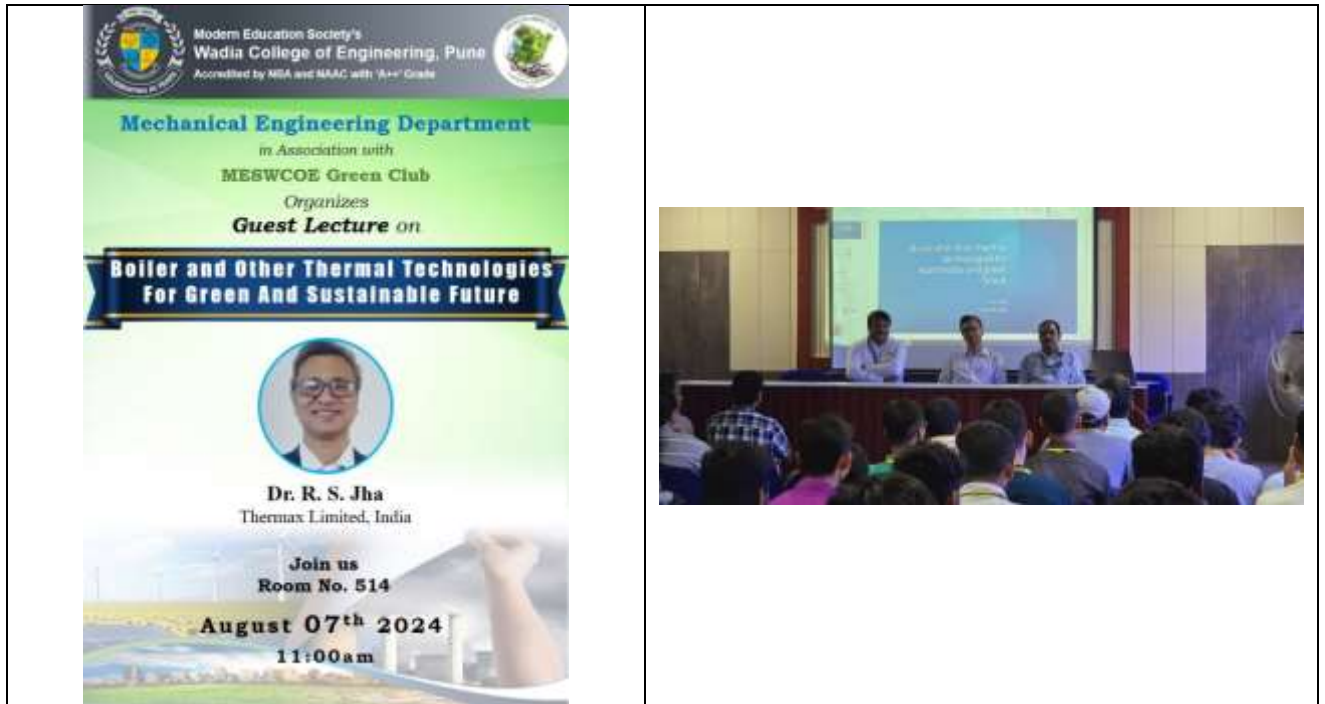 Modern Education Society's
Wadia College of Engineering, Pune
Accredited by NBA and NAAC with 'A++' Grade
Mechanical Engineering Department
in Association with
MESWCOE Green Club
Organizes
Guest Lecture on
Boiler and Other Thermal Technologies
For Green And Sustainable Future
Dr. R. S. Jha
Thermax Limited, India
Join us
Room No. 514
August 07th 2024
11:00am